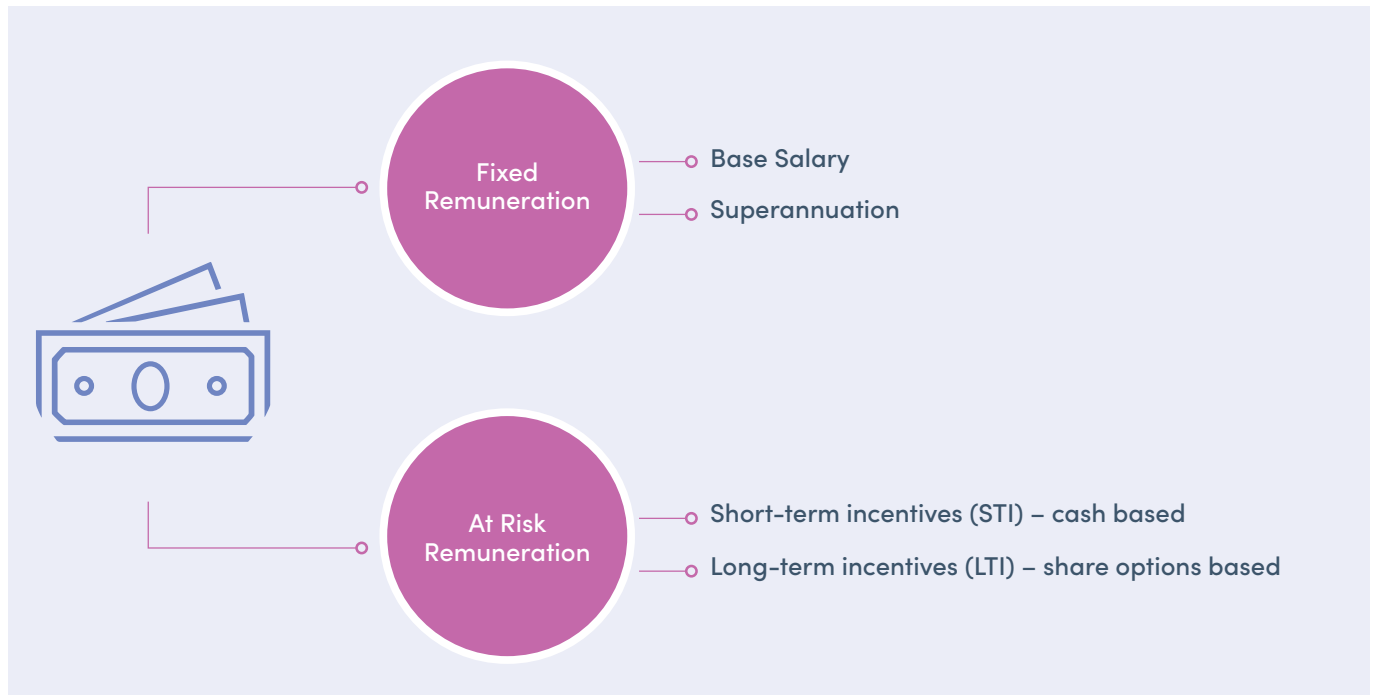 Fixed
Remuneration
Base Salary
Superannuation
At Risk
Remuneration
Short-term incentives (STI) – cash based
Long-term incentives (LTI) – share options based